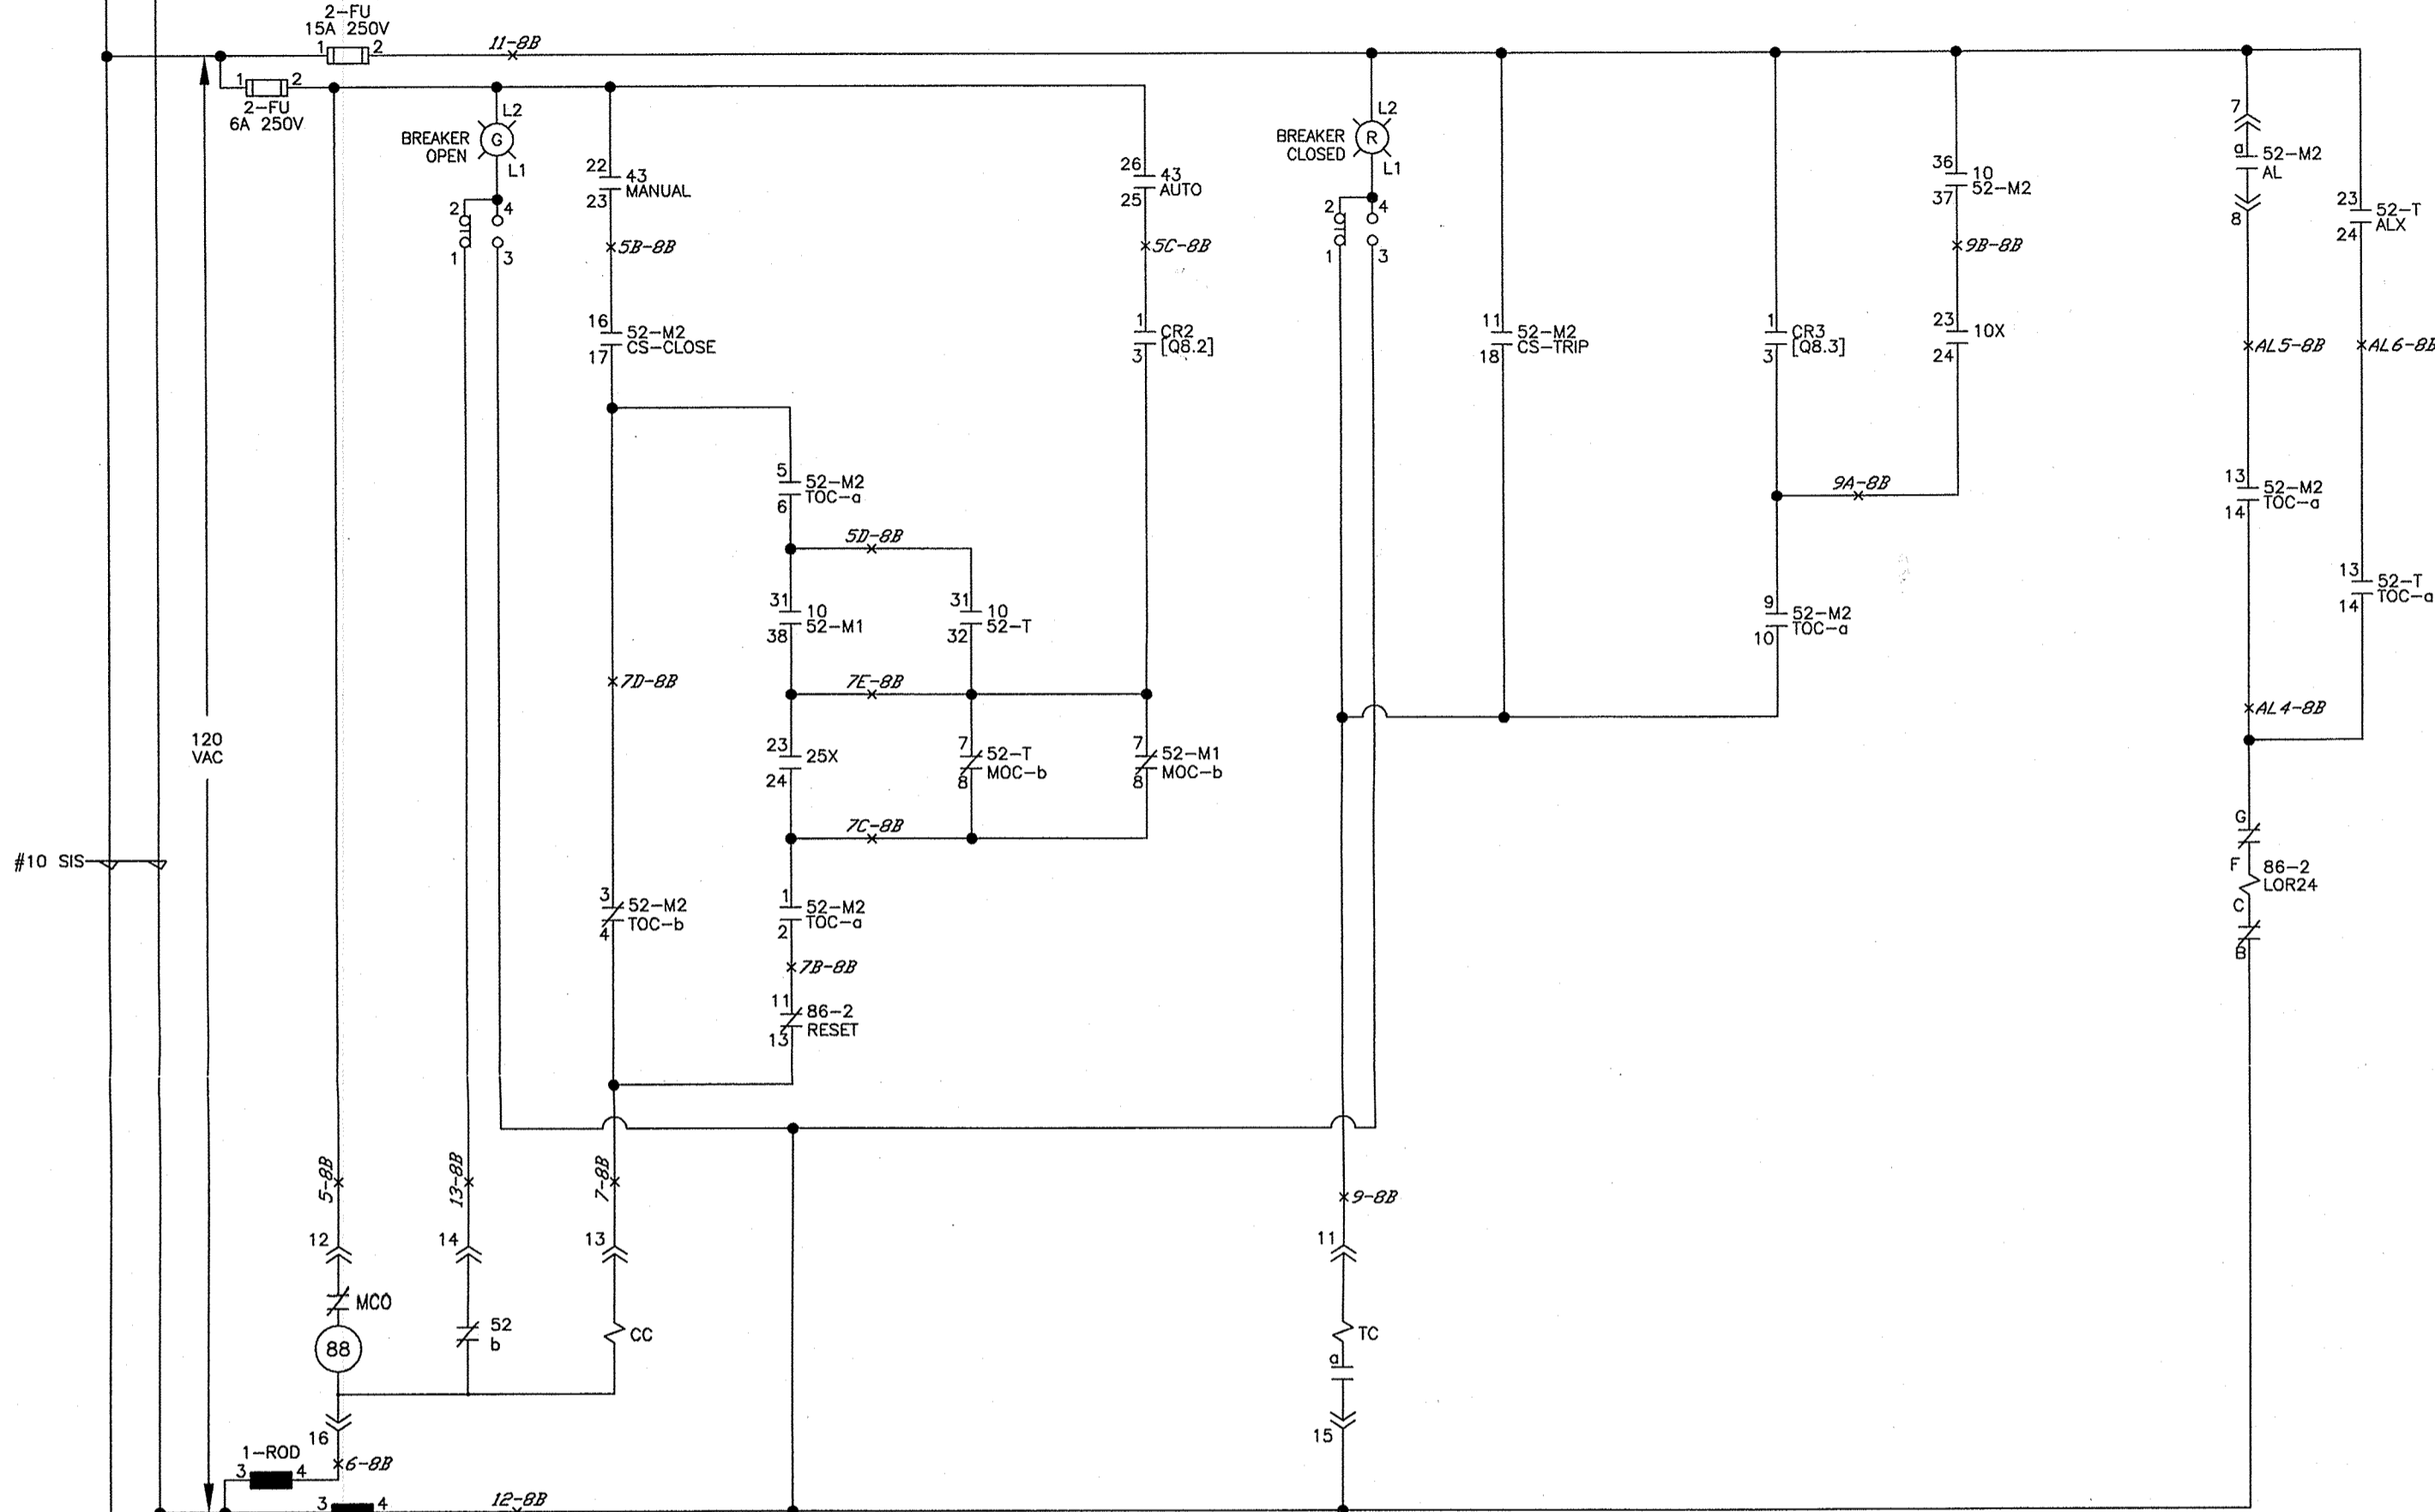 2-FU
15A 250V
1 2
11-8B
1 2
2-FU
6A 250V
BREAKER
OPEN
G
L2
L1
2 4
1 3
22 43
MANUAL
23
5B-8B
16 52-M2
CS-CLOSE
17
26 43
AUTO
25
5C-8B
1 CR2
[Q8.2]
3
BREAKER
CLOSED
R
L2
L1
2 4
1 3
11 52-M2
CS-TRIP
18
1 CR3
[Q8.3]
3
36 10
52-M2
37
9B-8B
23 10X
24
9A-8B
7
a 52-M2
AL
8
23 52-T
ALX
24
AL5-8B
AL6-8B
5 52-M2
TOC-a
6
5D-8B
31 10
52-M1
38
31 10
52-T
32
7D-8B
7E-8B
23 25X
24
7 52-T
MOC-b
8
7 52-M1
MOC-b
8
7C-8B
9 52-M2
TOC-a
10
13 52-M2
TOC-a
14
13 52-T
TOC-a
14
AL4-8B
120
VAC
#10 SIS
3 52-M2
TOC-b
4
1 52-M2
TOC-a
2
7B-8B
11 86-2
RESET
13
G
F 86-2
LOR24
C
B
5-8B
13-8B
7-8B
9-8B
12
14
13
11
MCO
88
52
b
CC
TC
a
16
15
1-ROD
3 4
6-8B
3 4
12-8B